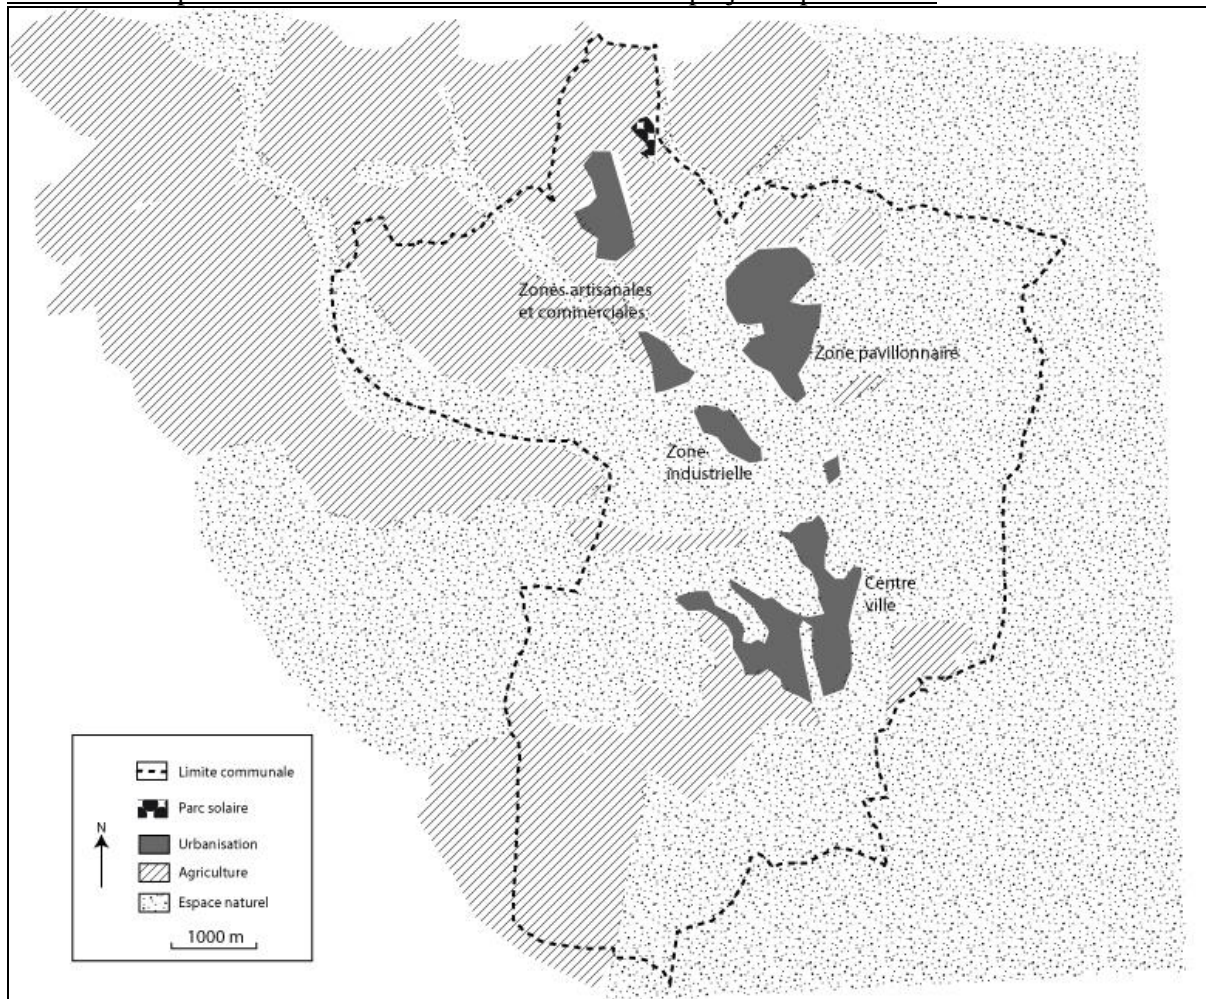 Zones artisanales
et commerciales
Zone pavillonnaire
Zone
industrielle
Centre
ville
N
Limite communale
Parc solaire
Urbanisation
Agriculture
Espace naturel
1000 m